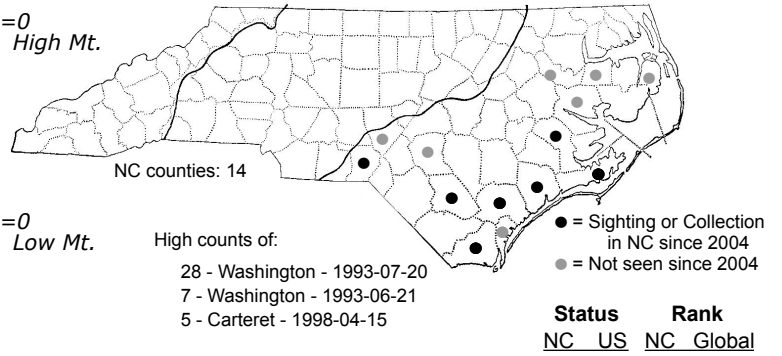 =0
High Mt.
NC counties: 14
=0
Low Mt.
High counts of:
28 - Washington - 1993-07-20
7 - Washington - 1993-06-21
5 - Carteret - 1998-04-15
= Sighting or Collection
in NC since 2004
= Not seen since 2004
Status Rank
NC US NC Global